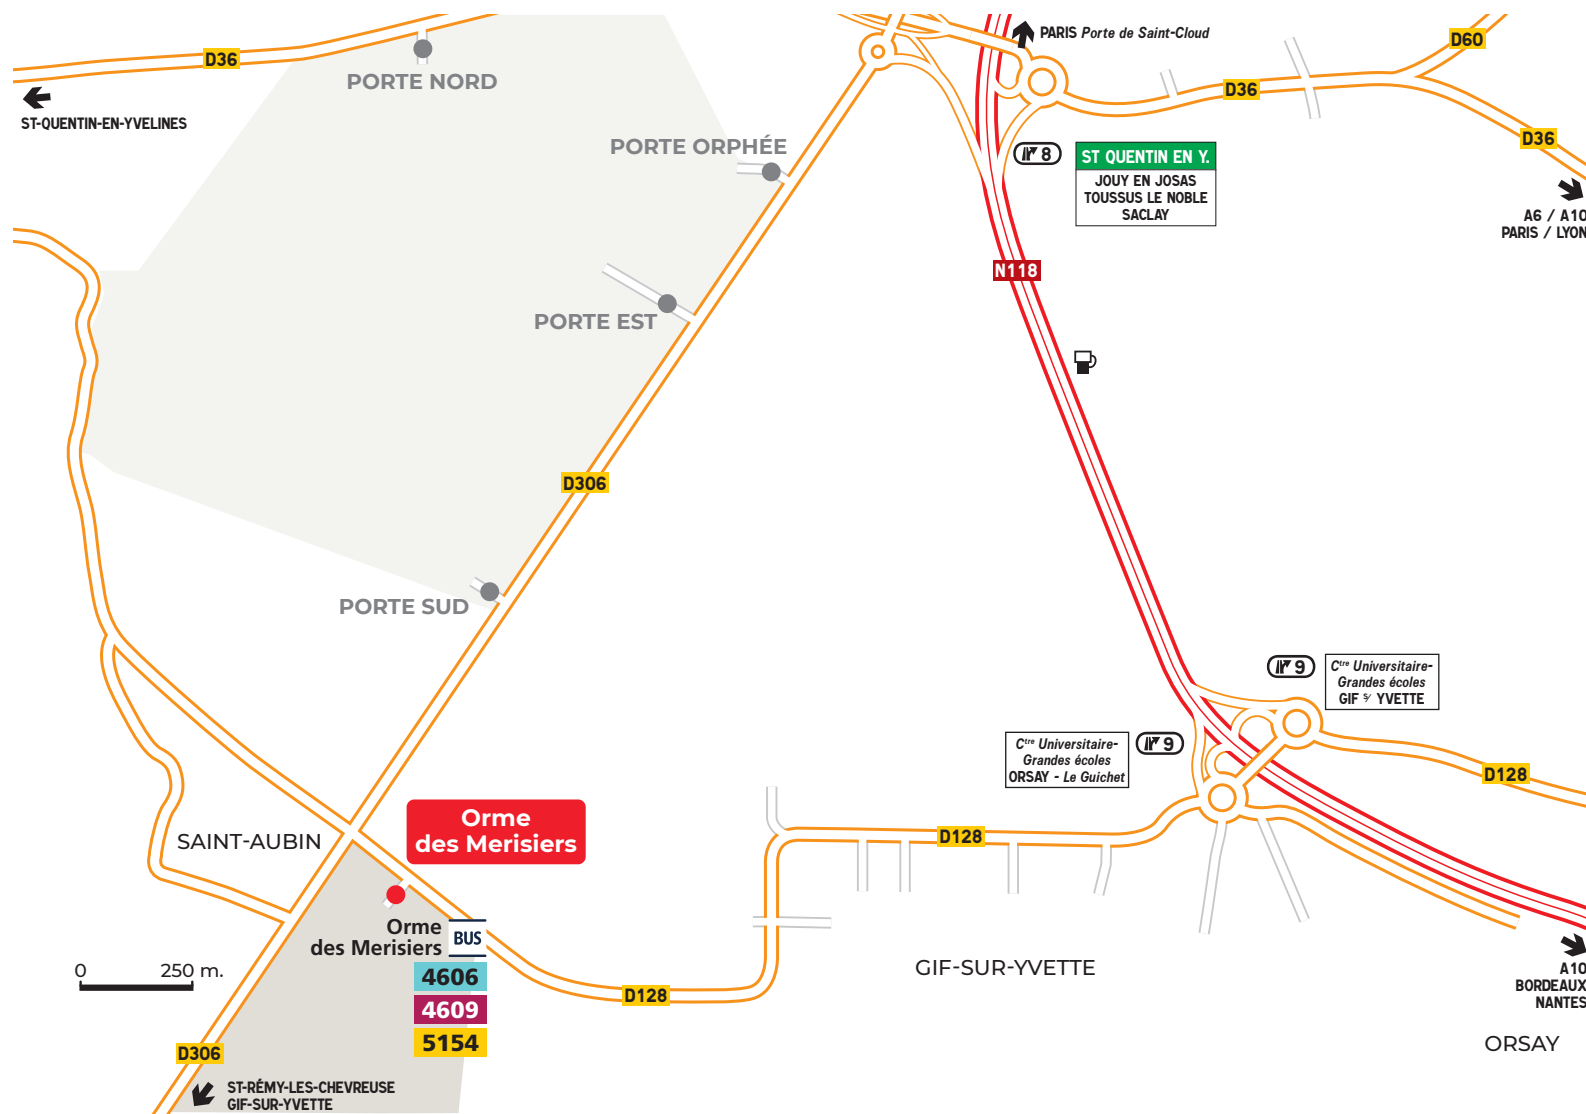 PARIS Porte de Saint-Cloud
D60
D36
PORTE NORD
D36
ST-QUENTIN-EN-YVELINES
D36
PORTE ORPHÉE
8
ST QUENTIN EN Y.
JOUY EN JOSAS
TOUSSUS LE NOBLE
SACLAY
A6 / A10
PARIS / LYON
N118
PORTE EST
D306
PORTE SUD
9
Ctre Universitaire-
Grandes écoles
GIF s/ YVETTE
Ctre Universitaire-
Grandes écoles
ORSAY - Le Guichet
9
D128
Orme
des Merisiers
SAINT-AUBIN
D128
Orme
des Merisiers
BUS
4606
4609
5154
0 250 m.
D128
GIF-SUR-YVETTE
A10
BORDEAUX
NANTES
ORSAY
D306
ST-RÉMY-LES-CHEVREUSE
GIF-SUR-YVETTE